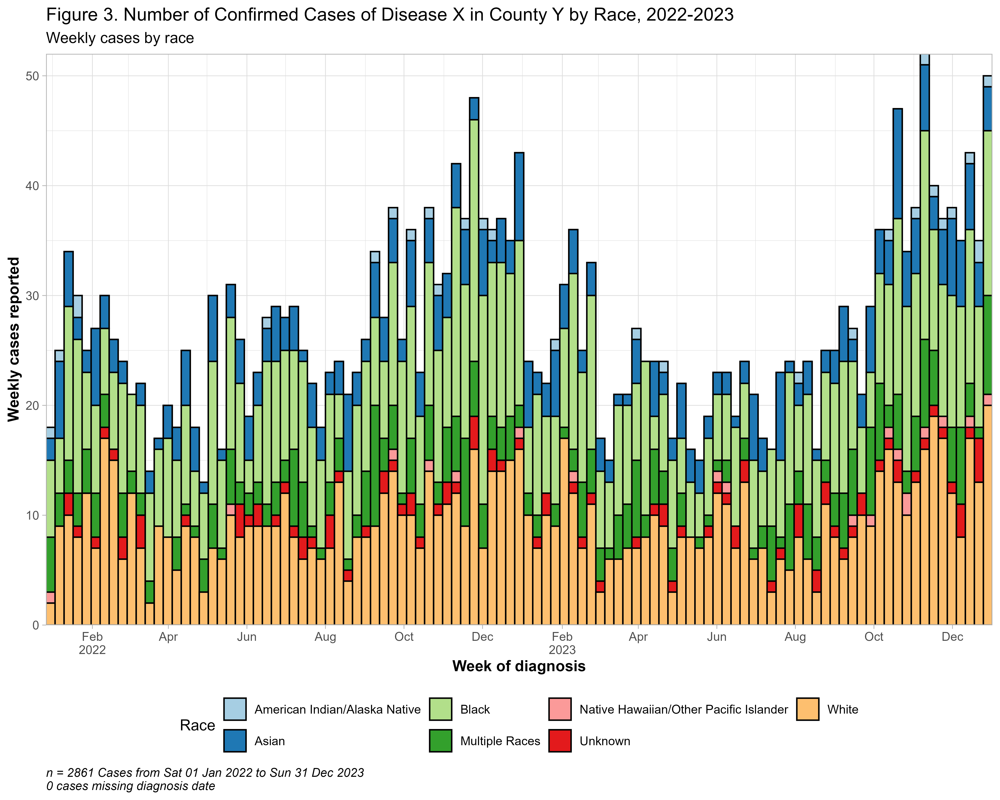 Figure 3. Number of Confirmed Cases of Disease X in County Y by Race, 2022-2023
Weekly cases by race
Weekly cases reported
50
40
30
20
10
0
Feb Apr Jun Aug Oct Dec Feb Apr Jun Aug Oct Dec
2022 2023
Week of diagnosis
Race
American Indian/Alaska Native Black Native Hawaiian/Other Pacific Islander White
Asian Multiple Races Unknown
n = 2861 Cases from Sat 01 Jan 2022 to Sun 31 Dec 2023
0 cases missing diagnosis date